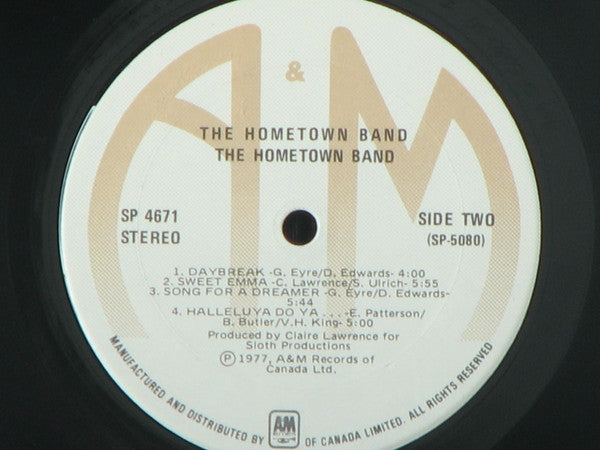 A & M
THE HOMETOWN BAND
THE HOMETOWN BAND
SP 4671
STEREO
SIDE TWO
(SP-5080)
1. DAYBREAK -G. Eyre/D. Edwards- 4:00
2. SWEET EMMA -C. Lawrence/S. Ulrich- 5:55
3. SONG FOR A DREAMER -G. Eyre/D. Edwards-
5:44
4. HALLELUYA DO YA . . . -E. Patterson/
B. Butler/V.H. King- 5:00
Produced by Claire Lawrence for
Sloth Productions
Ⓟ 1977, A&M Records of
Canada Ltd.
MANUFACTURED AND DISTRIBUTED BY AM OF CANADA LIMITED. ALL RIGHTS RESERVED